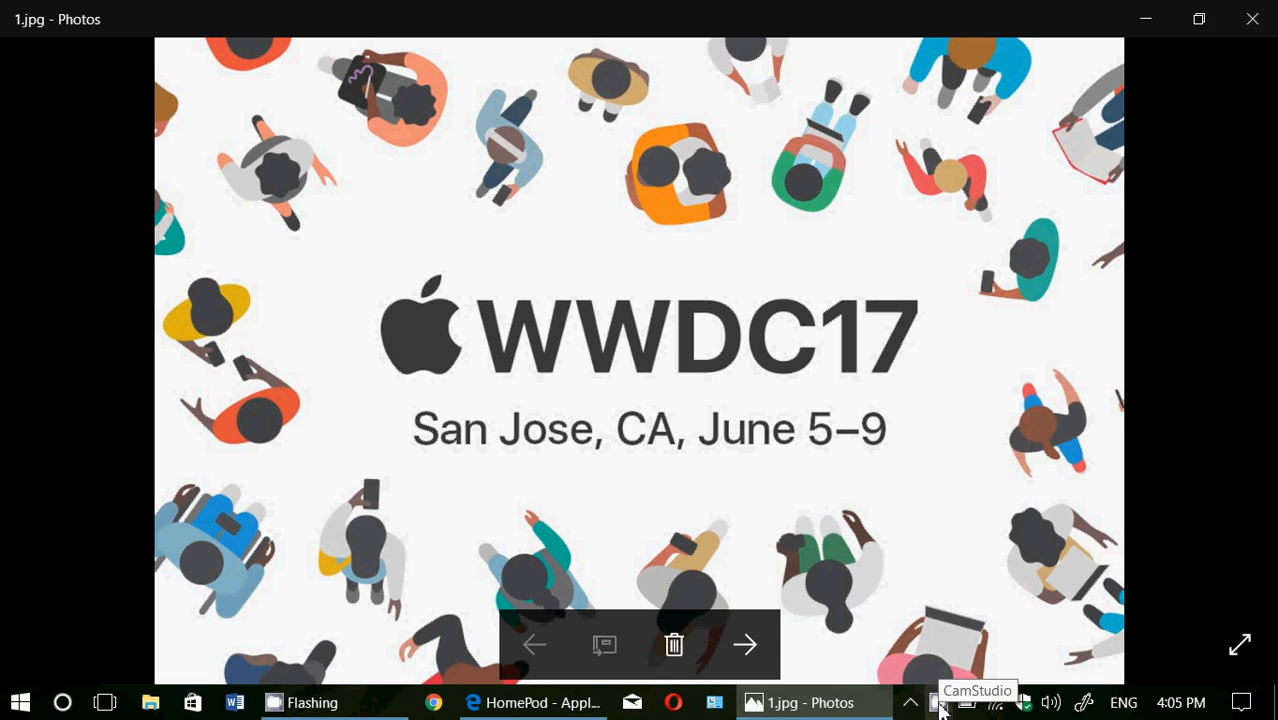 1.jpg - Photos
WWDC17
San Jose, CA, June 5–9
CamStudio
Flashing
HomePod - Appl...
1.jpg - Photos
ENG
4:05 PM